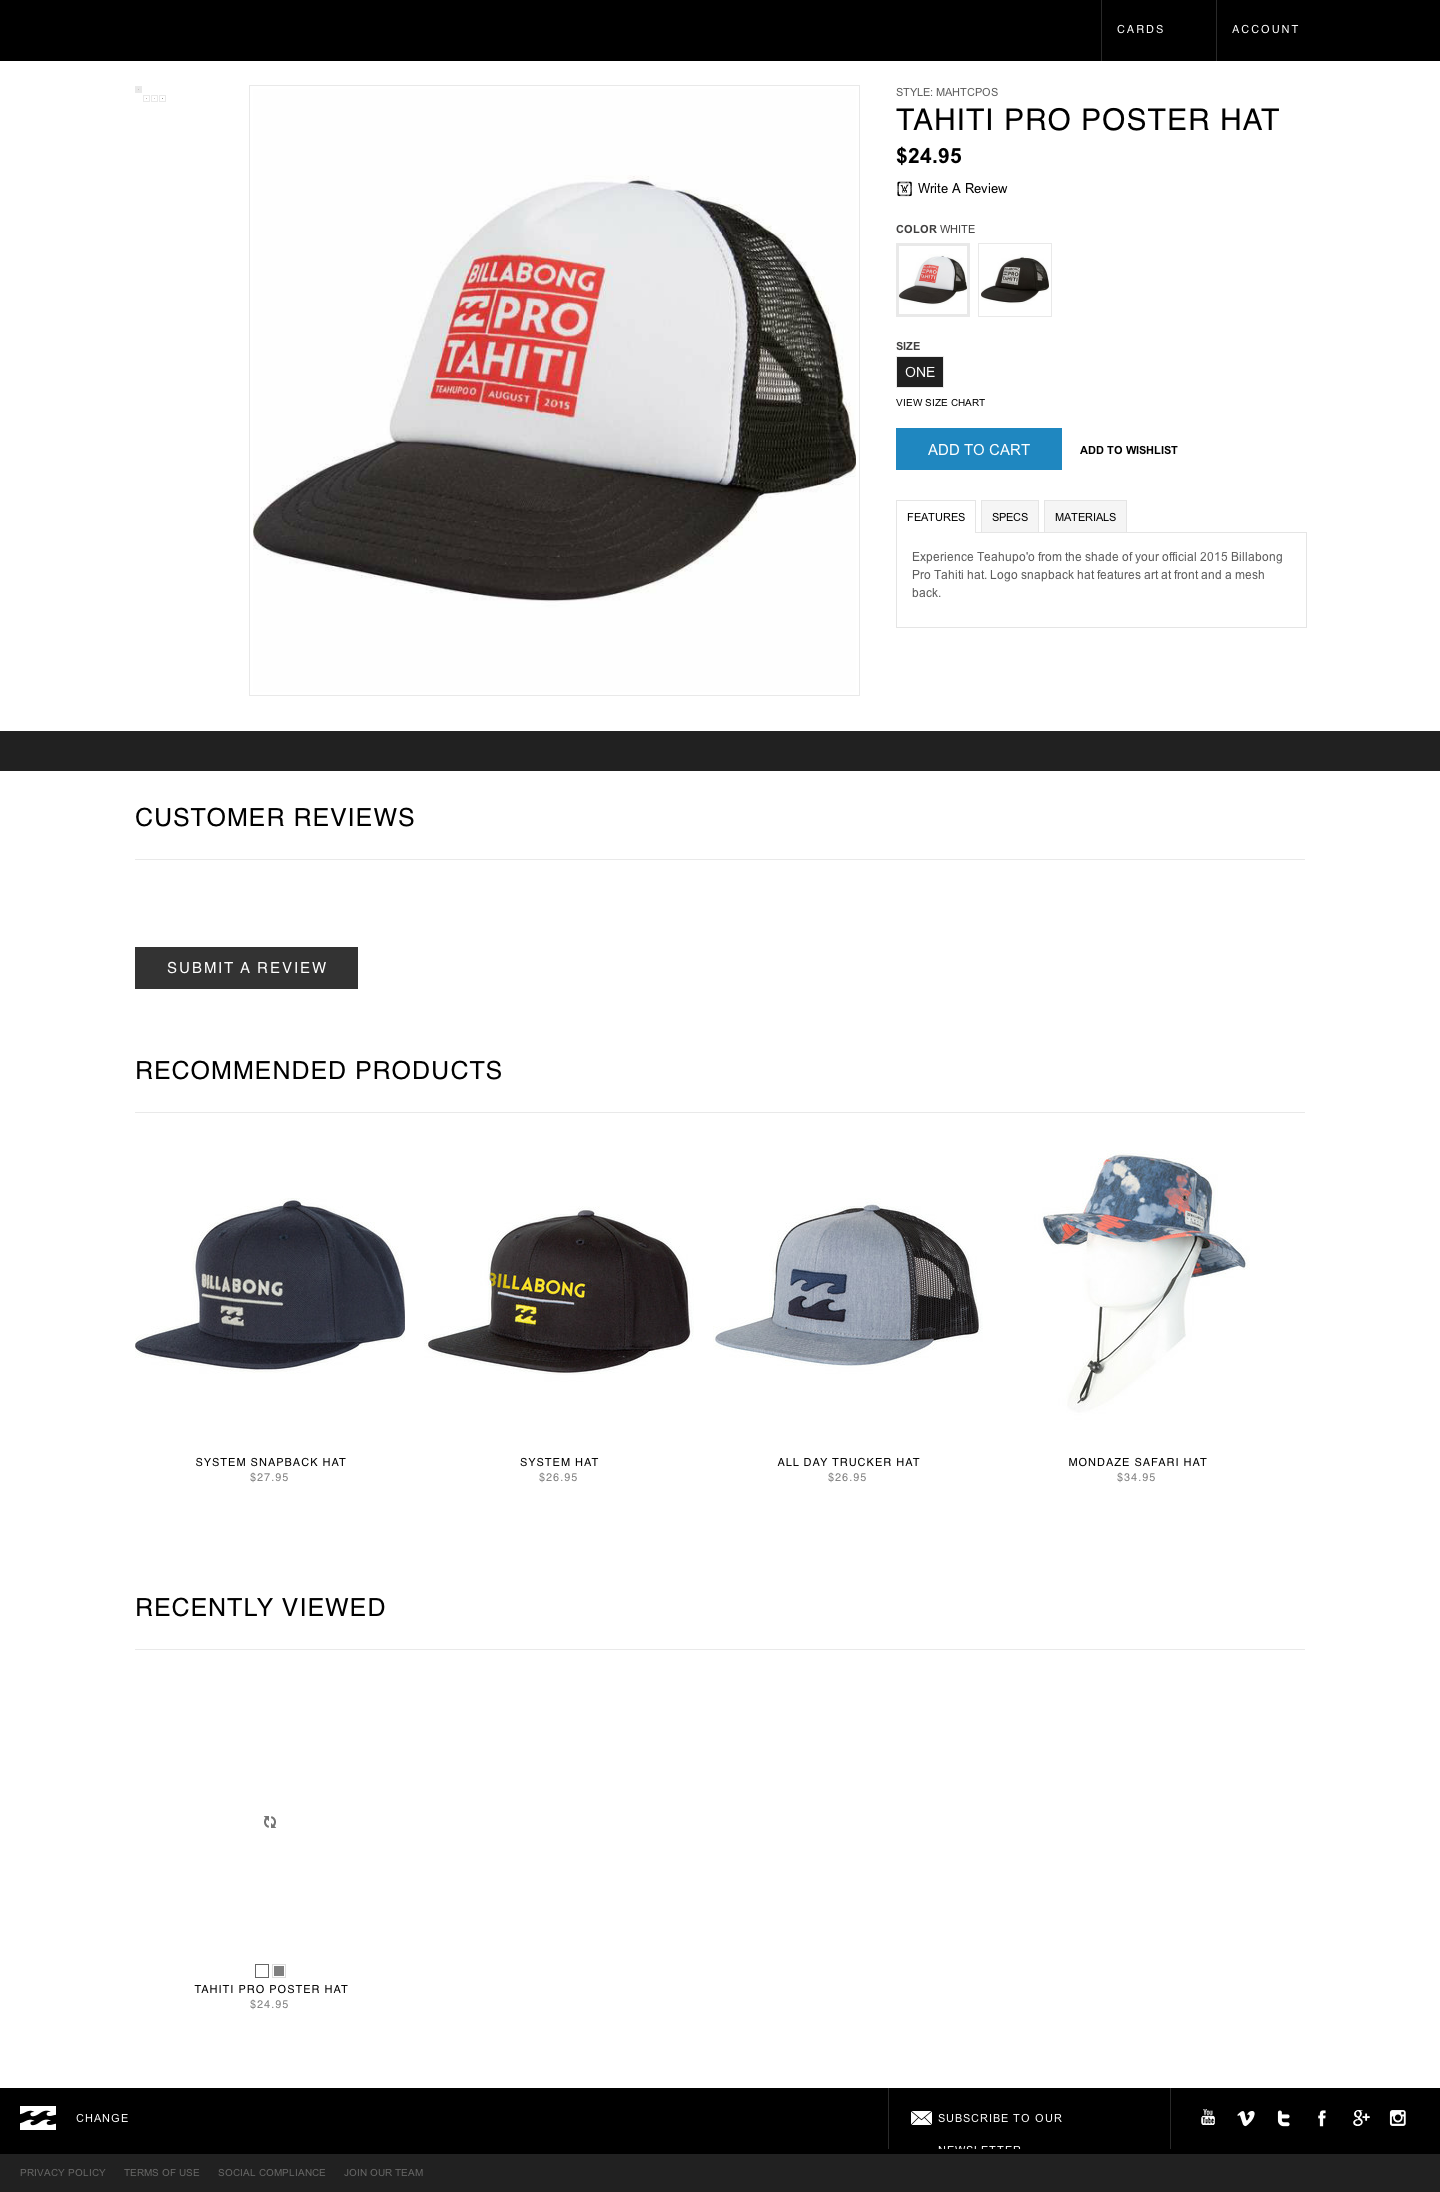 CARDS
ACCOUNT
STYLE: MAHTCPOS
TAHITI PRO POSTER HAT
$24.95
Write A Review
COLOR WHITE
BILLABONG
PRO
TAHITI
TEAHUPO'O AUGUST 2015
SIZE
ONE
VIEW SIZE CHART
ADD TO CART
ADD TO WISHLIST
FEATURES SPECS MATERIALS
Experience Teahupo'o from the shade of your official 2015 Billabong
Pro Tahiti hat. Logo snapback hat features art at front and a mesh
back.
CUSTOMER REVIEWS
SUBMIT A REVIEW
RECOMMENDED PRODUCTS
BILLABONG
BILLABONG
SYSTEM SNAPBACK HAT
$27.95
SYSTEM HAT
$26.95
ALL DAY TRUCKER HAT
$26.95
MONDAZE SAFARI HAT
$34.95
RECENTLY VIEWED
TAHITI PRO POSTER HAT
$24.95
CHANGE
SUBSCRIBE TO OUR
NEWSLETTER
You Tube
PRIVACY POLICY TERMS OF USE SOCIAL COMPLIANCE JOIN OUR TEAM